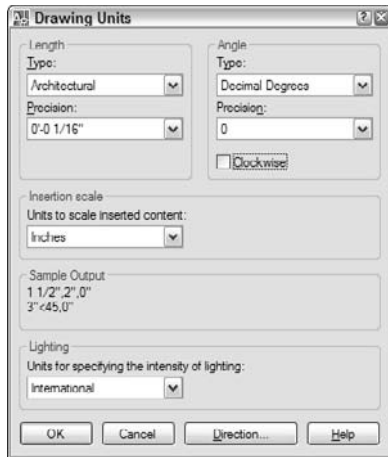 Drawing Units
Length
Type:
Architectural
Precision:
0'-0 1/16"
Angle
Type:
Decimal Degrees
Precision:
0
Clockwise
Insertion scale
Units to scale inserted content:
Inches
Sample Output
1 1/2",2",0"
3"<45,0"
Lighting
Units for specifying the intensity of lighting:
International
OK
Cancel
Direction...
Help